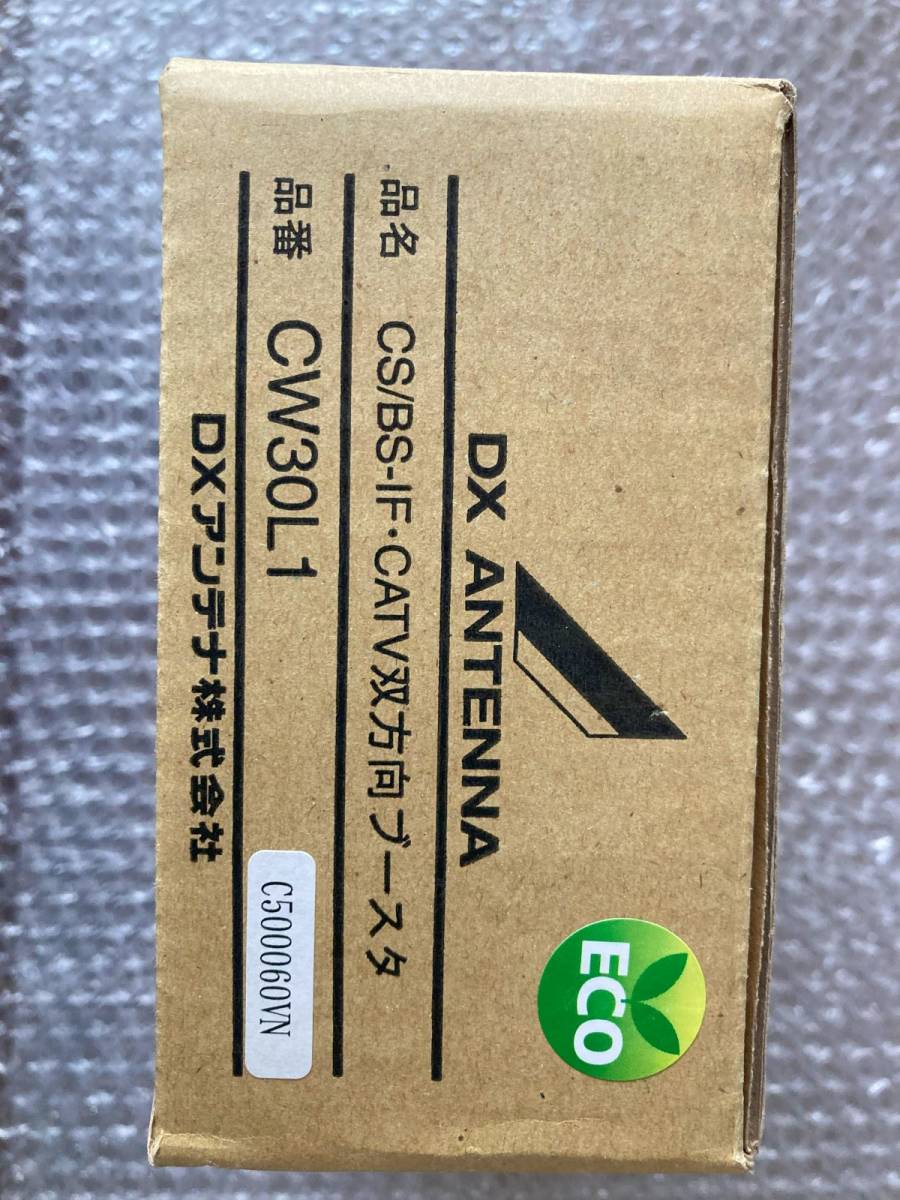 DX ANTENNA
ECO
品名 CS/BS-IF・CATV双方向ブースタ
品番 CW30L1
C500060VN
DXアンテナ株式会社